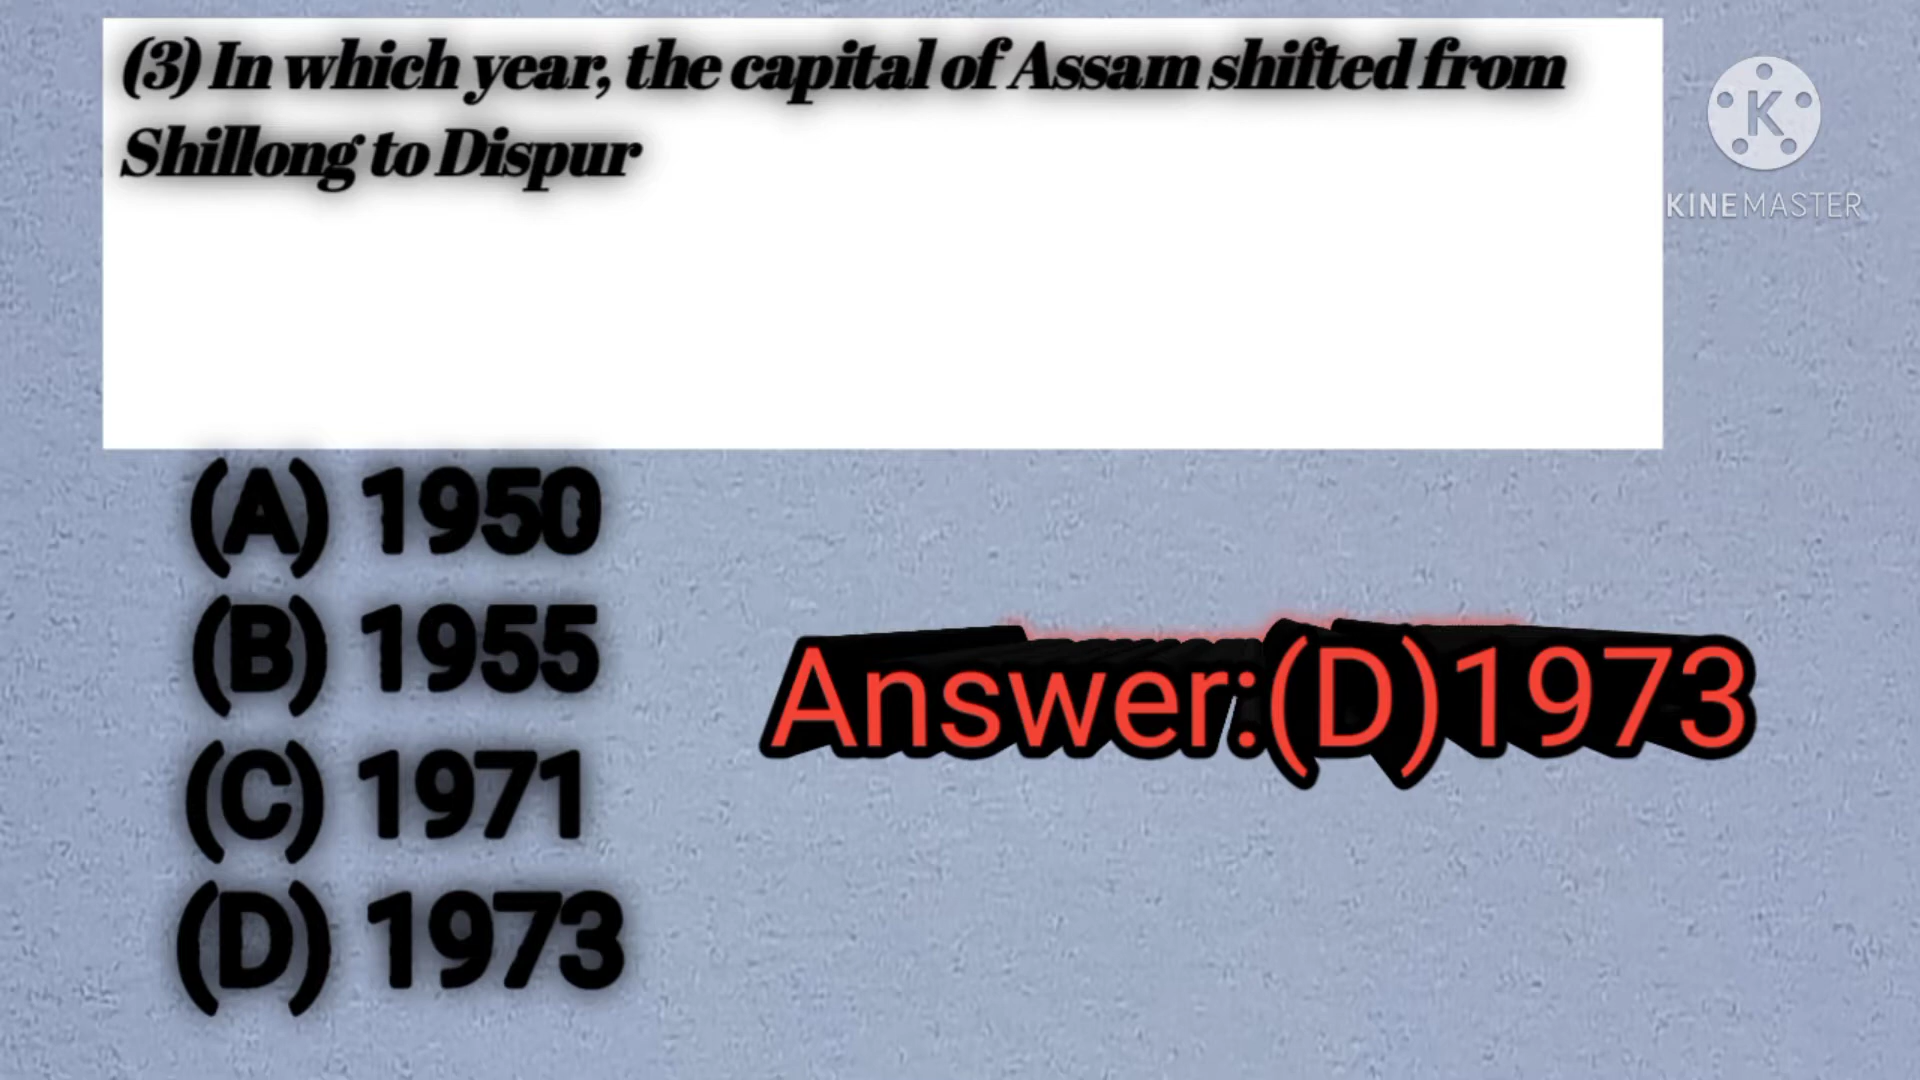 (3) In which year, the capital of Assam shifted from
Shillong to Dispur
KINEMASTER
(A) 1950
(B) 1955
(C) 1971
(D) 1973
Answer:(D)1973